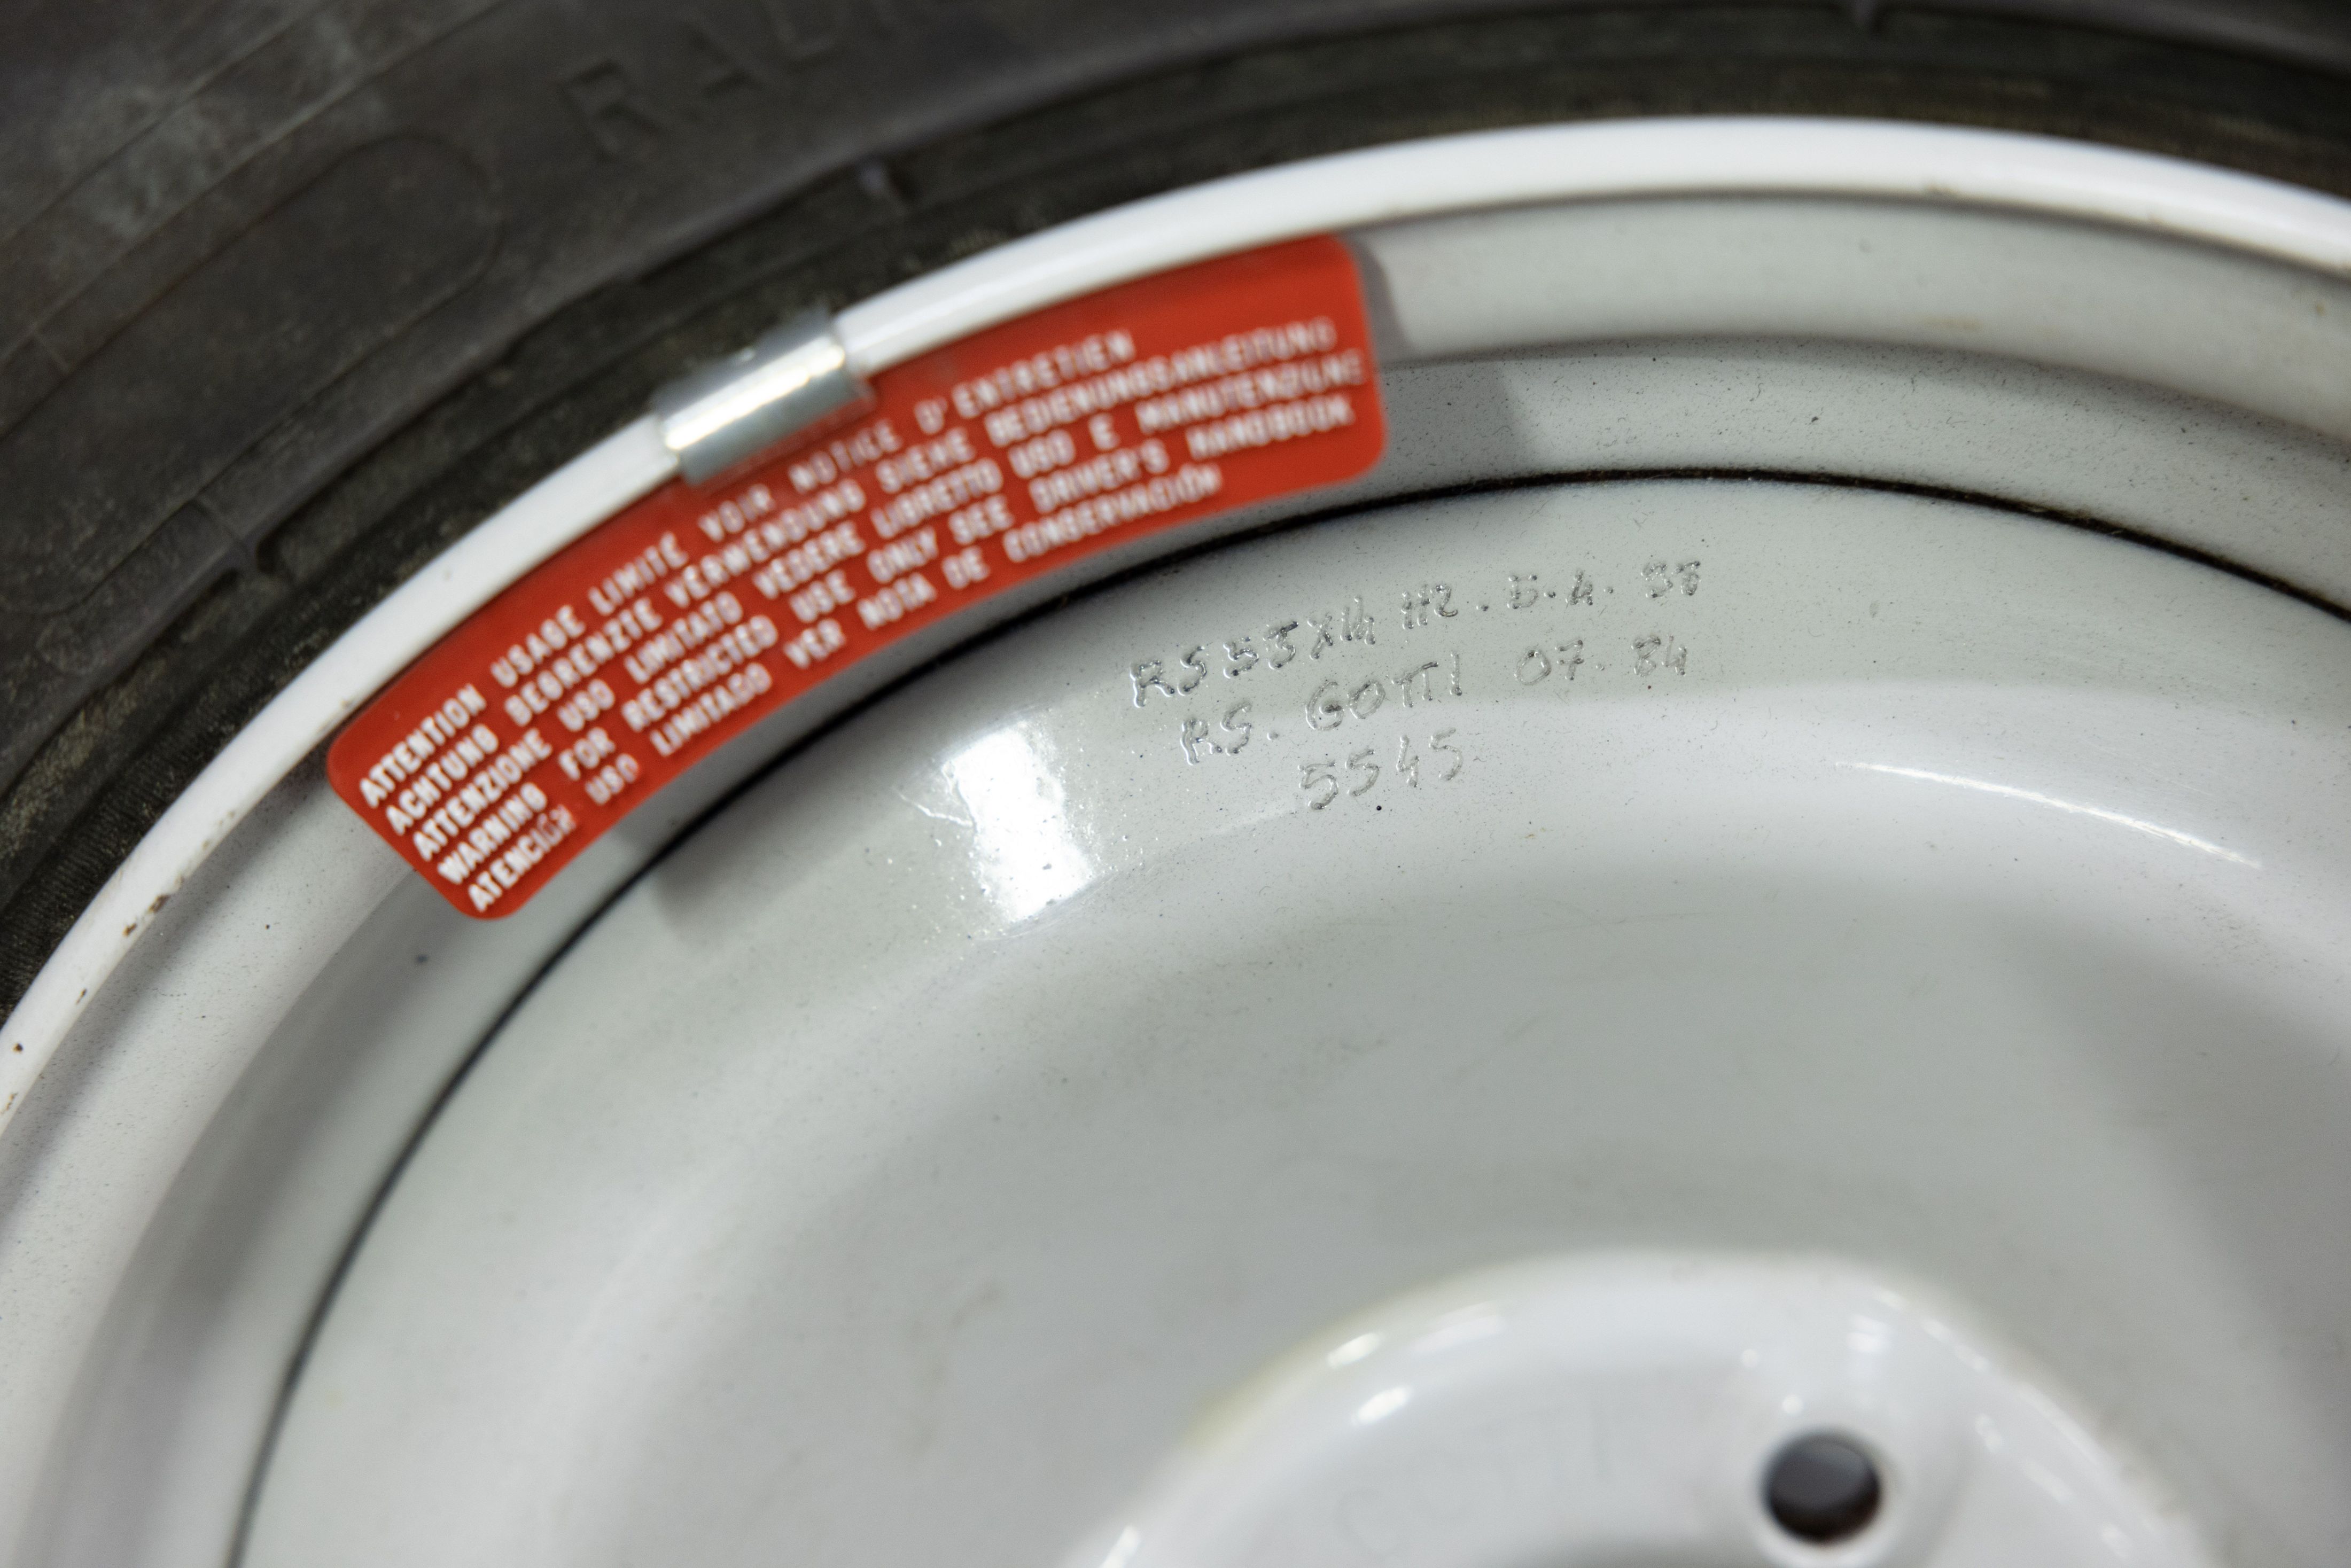 ATTENTION USAGE LIMITÉ VOIR NOTICE D'ENTRETIEN
ACHTUNG BEGRENZTE VERWENDUNG SIEHE BEDIENUNGSANLEITUNG
ATTENZIONE USO LIMITATO VEDERE LIBRETTO USO E MANUTENZIONE
WARNING FOR RESTRICTED USE ONLY SEE DRIVER'S HANDBOOK
ATENCIÓN USO LIMITADO VER NOTA DE CONSERVACIÓN
R.S. GOTTI 07. 84
5545